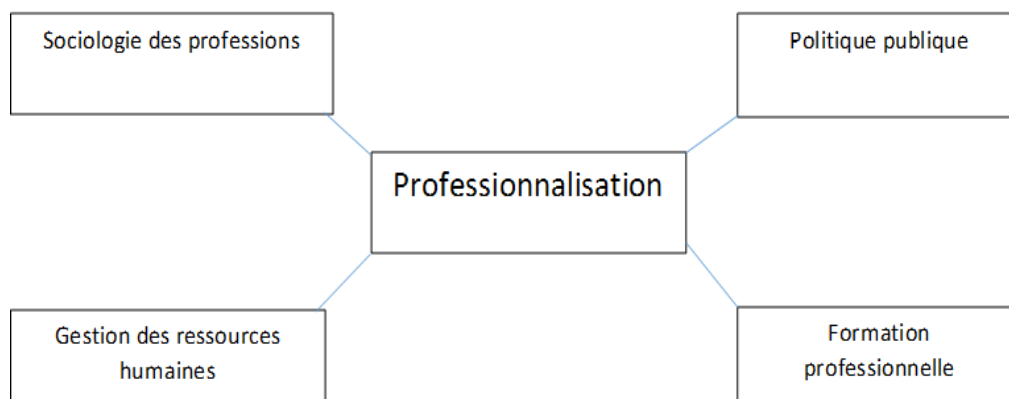 Sociologie des professions
Politique publique
Professionnalisation
Gestion des ressources
humaines
Formation
professionnelle